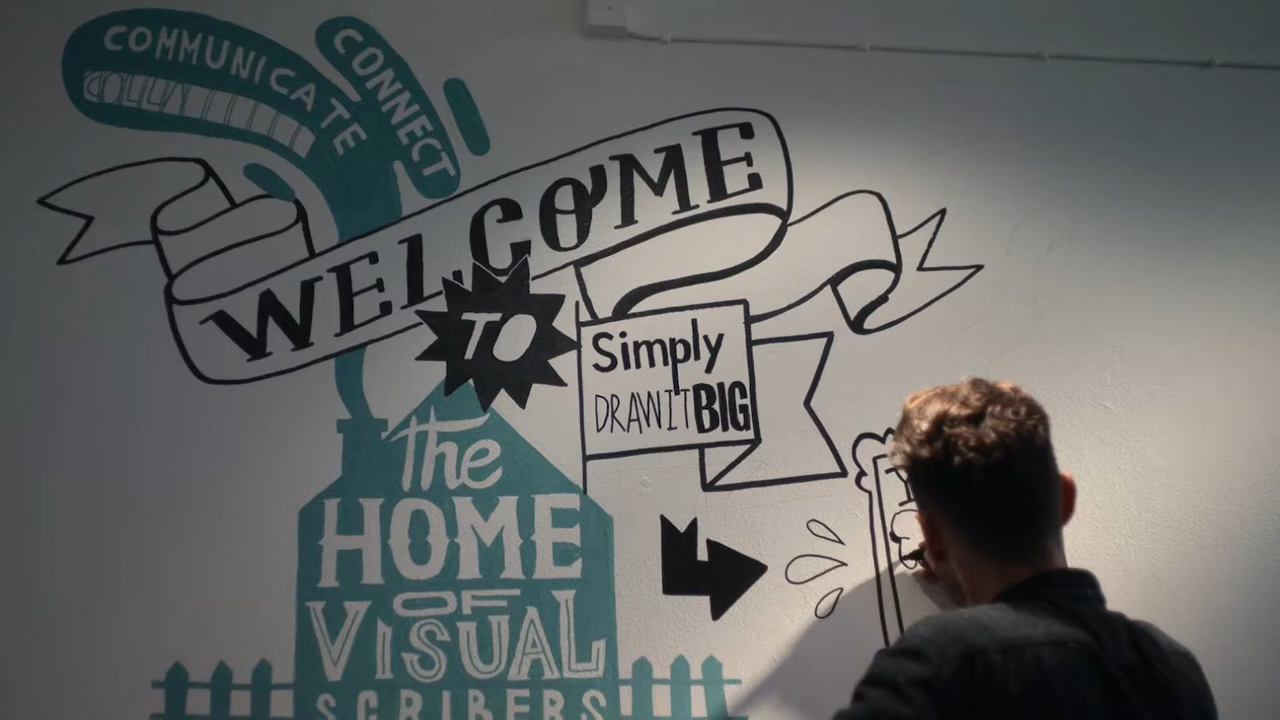 COMMUNICATE
CONNECT
WELCOME
TO
Simply
DRAWITBIG
the
HOME
OF
VISUAL
SCRIBERS